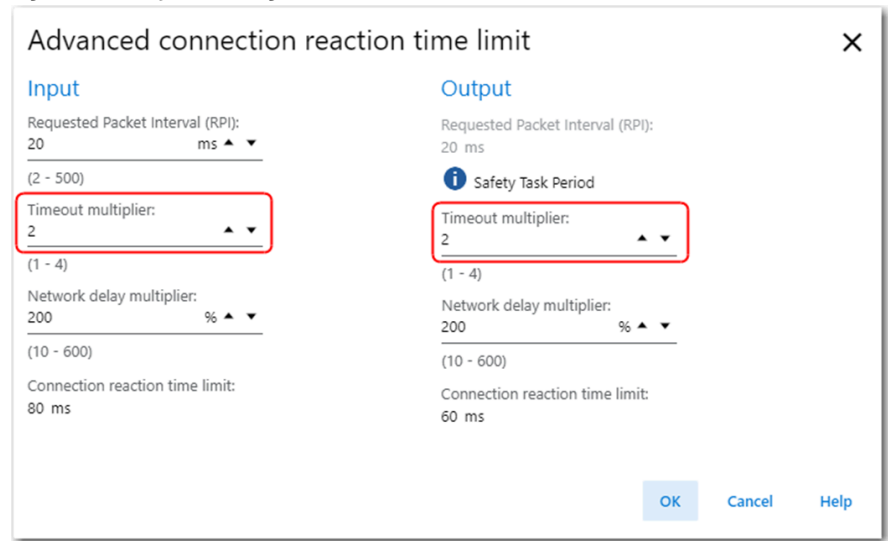 Advanced connection reaction time limit
Input
Requested Packet Interval (RPI):
20 ms
(2 - 500)
Timeout multiplier:
2
(1 - 4)
Network delay multiplier:
200 %
(10 - 600)
Connection reaction time limit:
80 ms
Output
Requested Packet Interval (RPI):
20 ms
Safety Task Period
Timeout multiplier:
2
(1 - 4)
Network delay multiplier:
200 %
(10 - 600)
Connection reaction time limit:
60 ms
OK Cancel Help